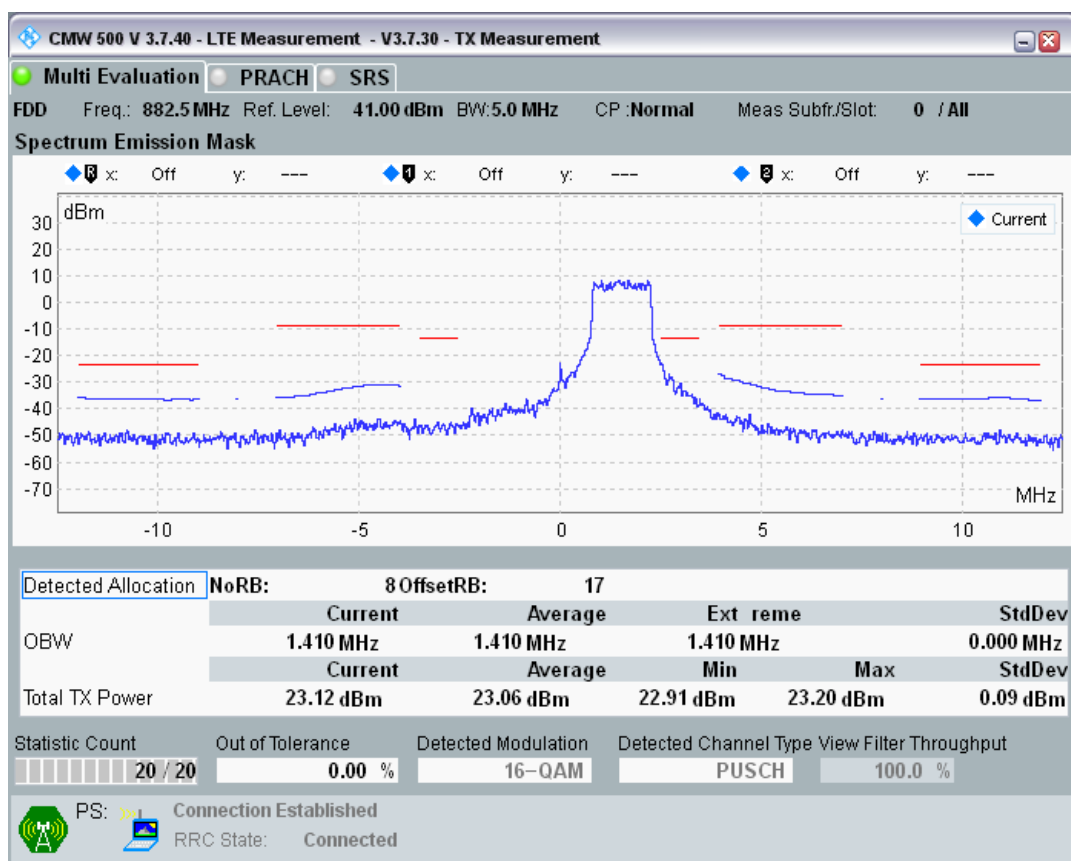 CMW 500 V 3.7.40 - LTE Measurement - V3.7.30 - TX Measurement
Multi Evaluation PRACH SRS
FDD Freq.: 882.5 MHz Ref. Level: 41.00 dBm BW:5.0 MHz CP :Normal Meas Subfr./Slot: 0 / All
Spectrum Emission Mask
R x: Off y: --- 1 x: Off y: --- 2 x: Off y: ---
dBm
Current
30
20
10
0
-10
-20
-30
-40
-50
-60
-70
MHz
-10 -5 0 5 10
Detected Allocation NoRB: 8 OffsetRB: 17
Current Average Ext reme StdDev
OBW 1.410 MHz 1.410 MHz 1.410 MHz 0.000 MHz
Current Average Min Max StdDev
Total TX Power 23.12 dBm 23.06 dBm 22.91 dBm 23.20 dBm 0.09 dBm
Statistic Count Out of Tolerance Detected Modulation Detected Channel Type View Filter Throughput
20 / 20 0.00 % 16-QAM PUSCH 100.0 %
PS: Connection Established
RRC State: Connected